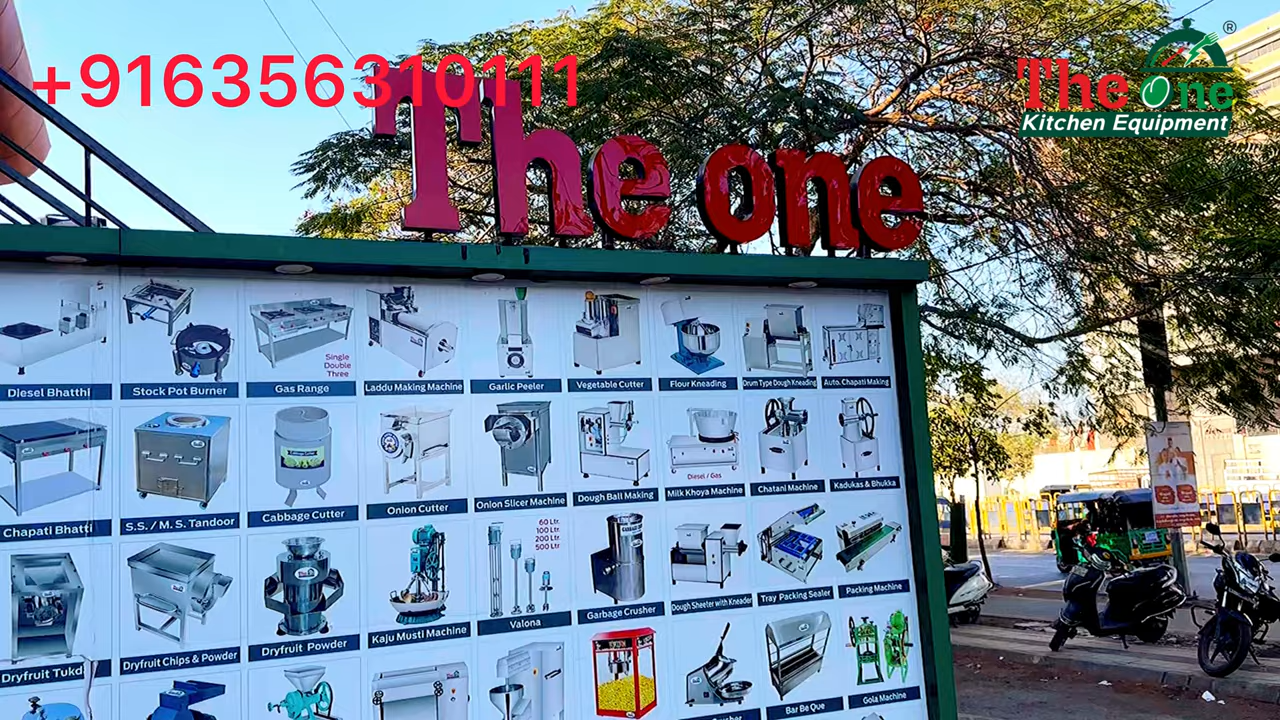 +916356310111
The One
®
Kitchen Equipment
The one
Single
Double
Three
Diesel Bhatthi
Stock Pot Burner
Gas Range
Laddu Making Machine
Garlic Peeler
Vegetable Cutter
Flour Kneading
Drum Type Dough Kneading
Auto. Chapati Making
Diesel / Gas
Chapati Bhatti
S.S. / M. S. Tandoor
Cabbage Cutter
Onion Cutter
Onion Slicer Machine
Dough Ball Making
Milk Khoya Machine
Chatani Machine
Kadukas & Bhukka
60 Ltr.
100 Ltr.
200 Ltr.
500 Ltr.
Dryfruit Tukd
Dryfruit Chips & Powder
Dryfruit Powder
Kaju Musti Machine
Valona
Garbage Crusher
Dough Sheeter with Kneader
Tray Packing Sealer
Packing Machine
Bar Be Que
Gola Machine